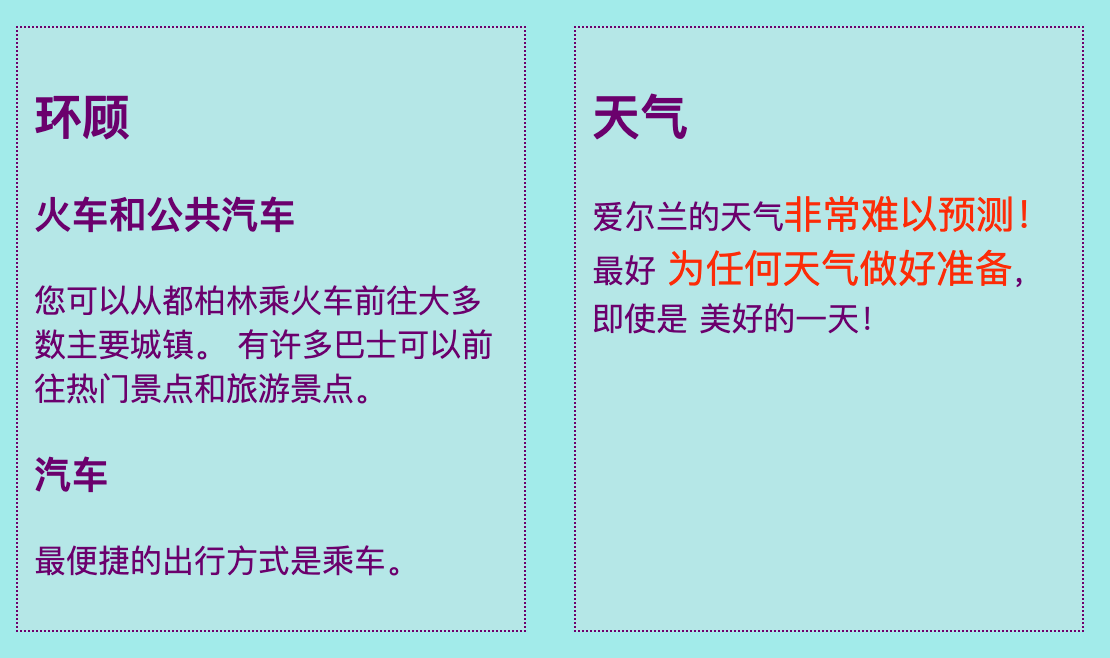 环顾
火车和公共汽车
您可以从都柏林乘火车前往大多
数主要城镇。 有许多巴士可以前
往热门景点和旅游景点。
汽车
最便捷的出行方式是乘车。
天气
爱尔兰的天气非常难以预测!
最好 为任何天气做好准备,
即使是 美好的一天!